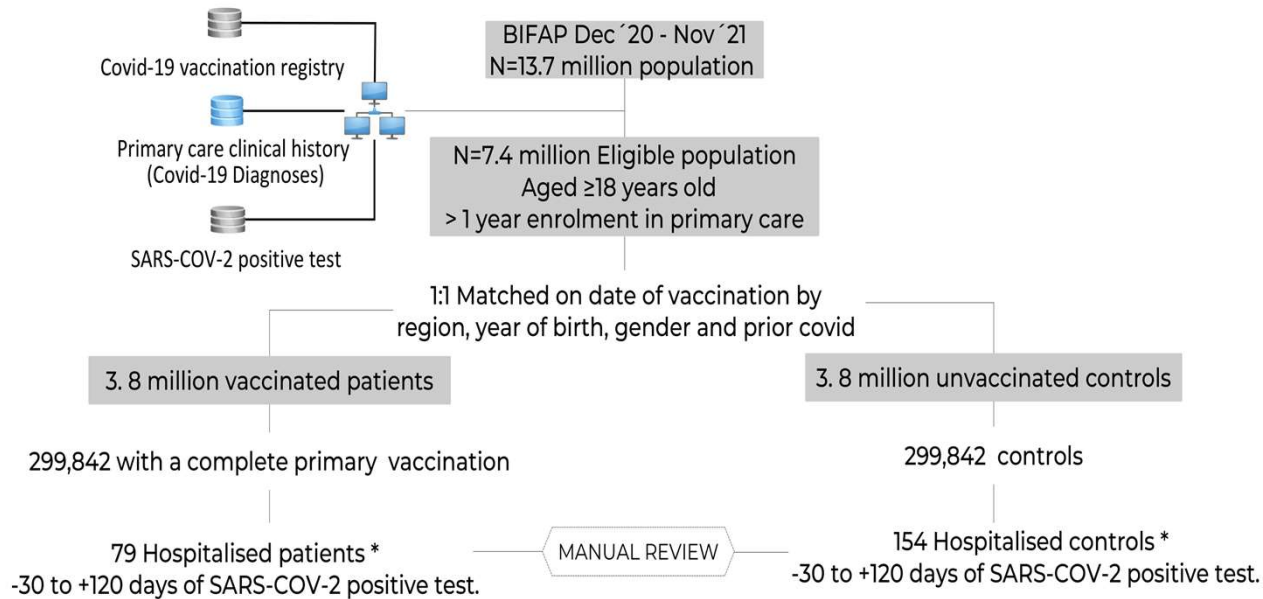 Covid-19 vaccination registry
Primary care clinical history
(Covid-19 Diagnoses)
SARS-COV-2 positive test
BIFAP Dec ´20 - Nov ´21
N=13.7 million population
N=7.4 million Eligible population
Aged ≥18 years old
> 1 year enrolment in primary care
1:1 Matched on date of vaccination by
region, year of birth, gender and prior covid
3. 8 million vaccinated patients
3. 8 million unvaccinated controls
299,842 with a complete primary vaccination
299,842 controls
79 Hospitalised patients *
-30 to +120 days of SARS-COV-2 positive test.
MANUAL REVIEW
154 Hospitalised controls *
-30 to +120 days of SARS-COV-2 positive test.